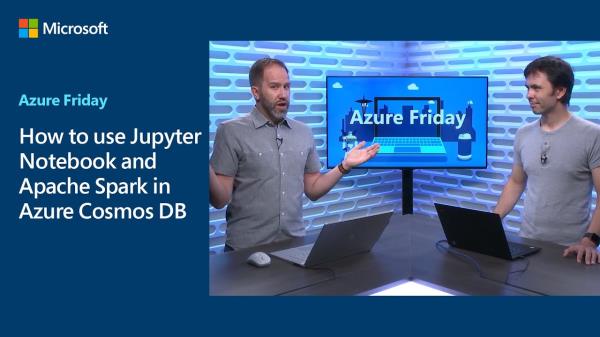 Microsoft
Azure Friday
How to use Jupyter
Notebook and
Apache Spark in
Azure Cosmos DB
Azure Friday